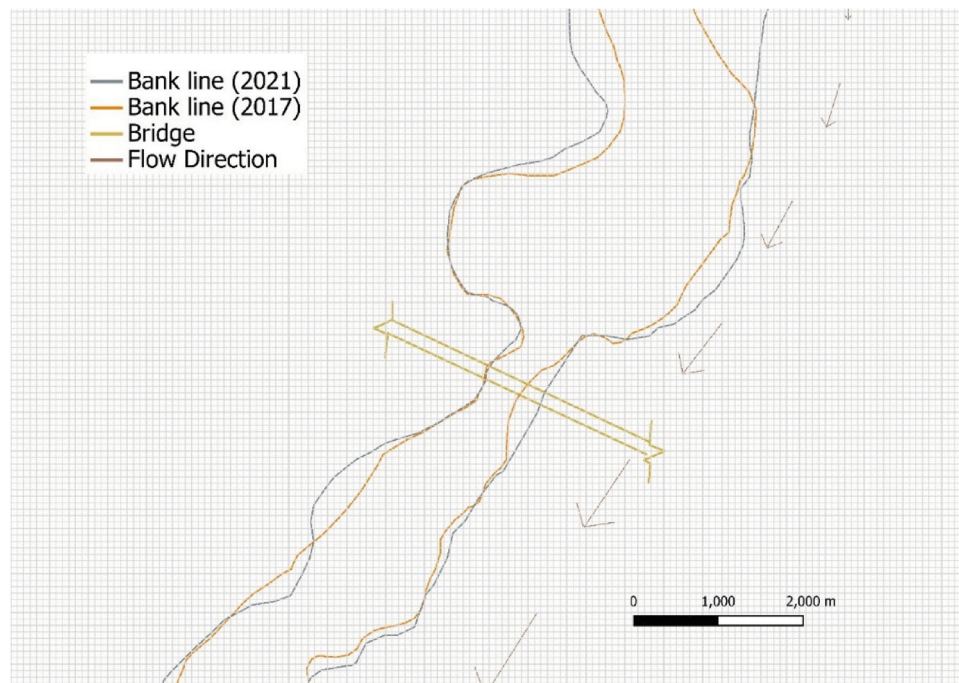 Bank line (2021)
Bank line (2017)
Bridge
Flow Direction
0 1,000 2,000 m